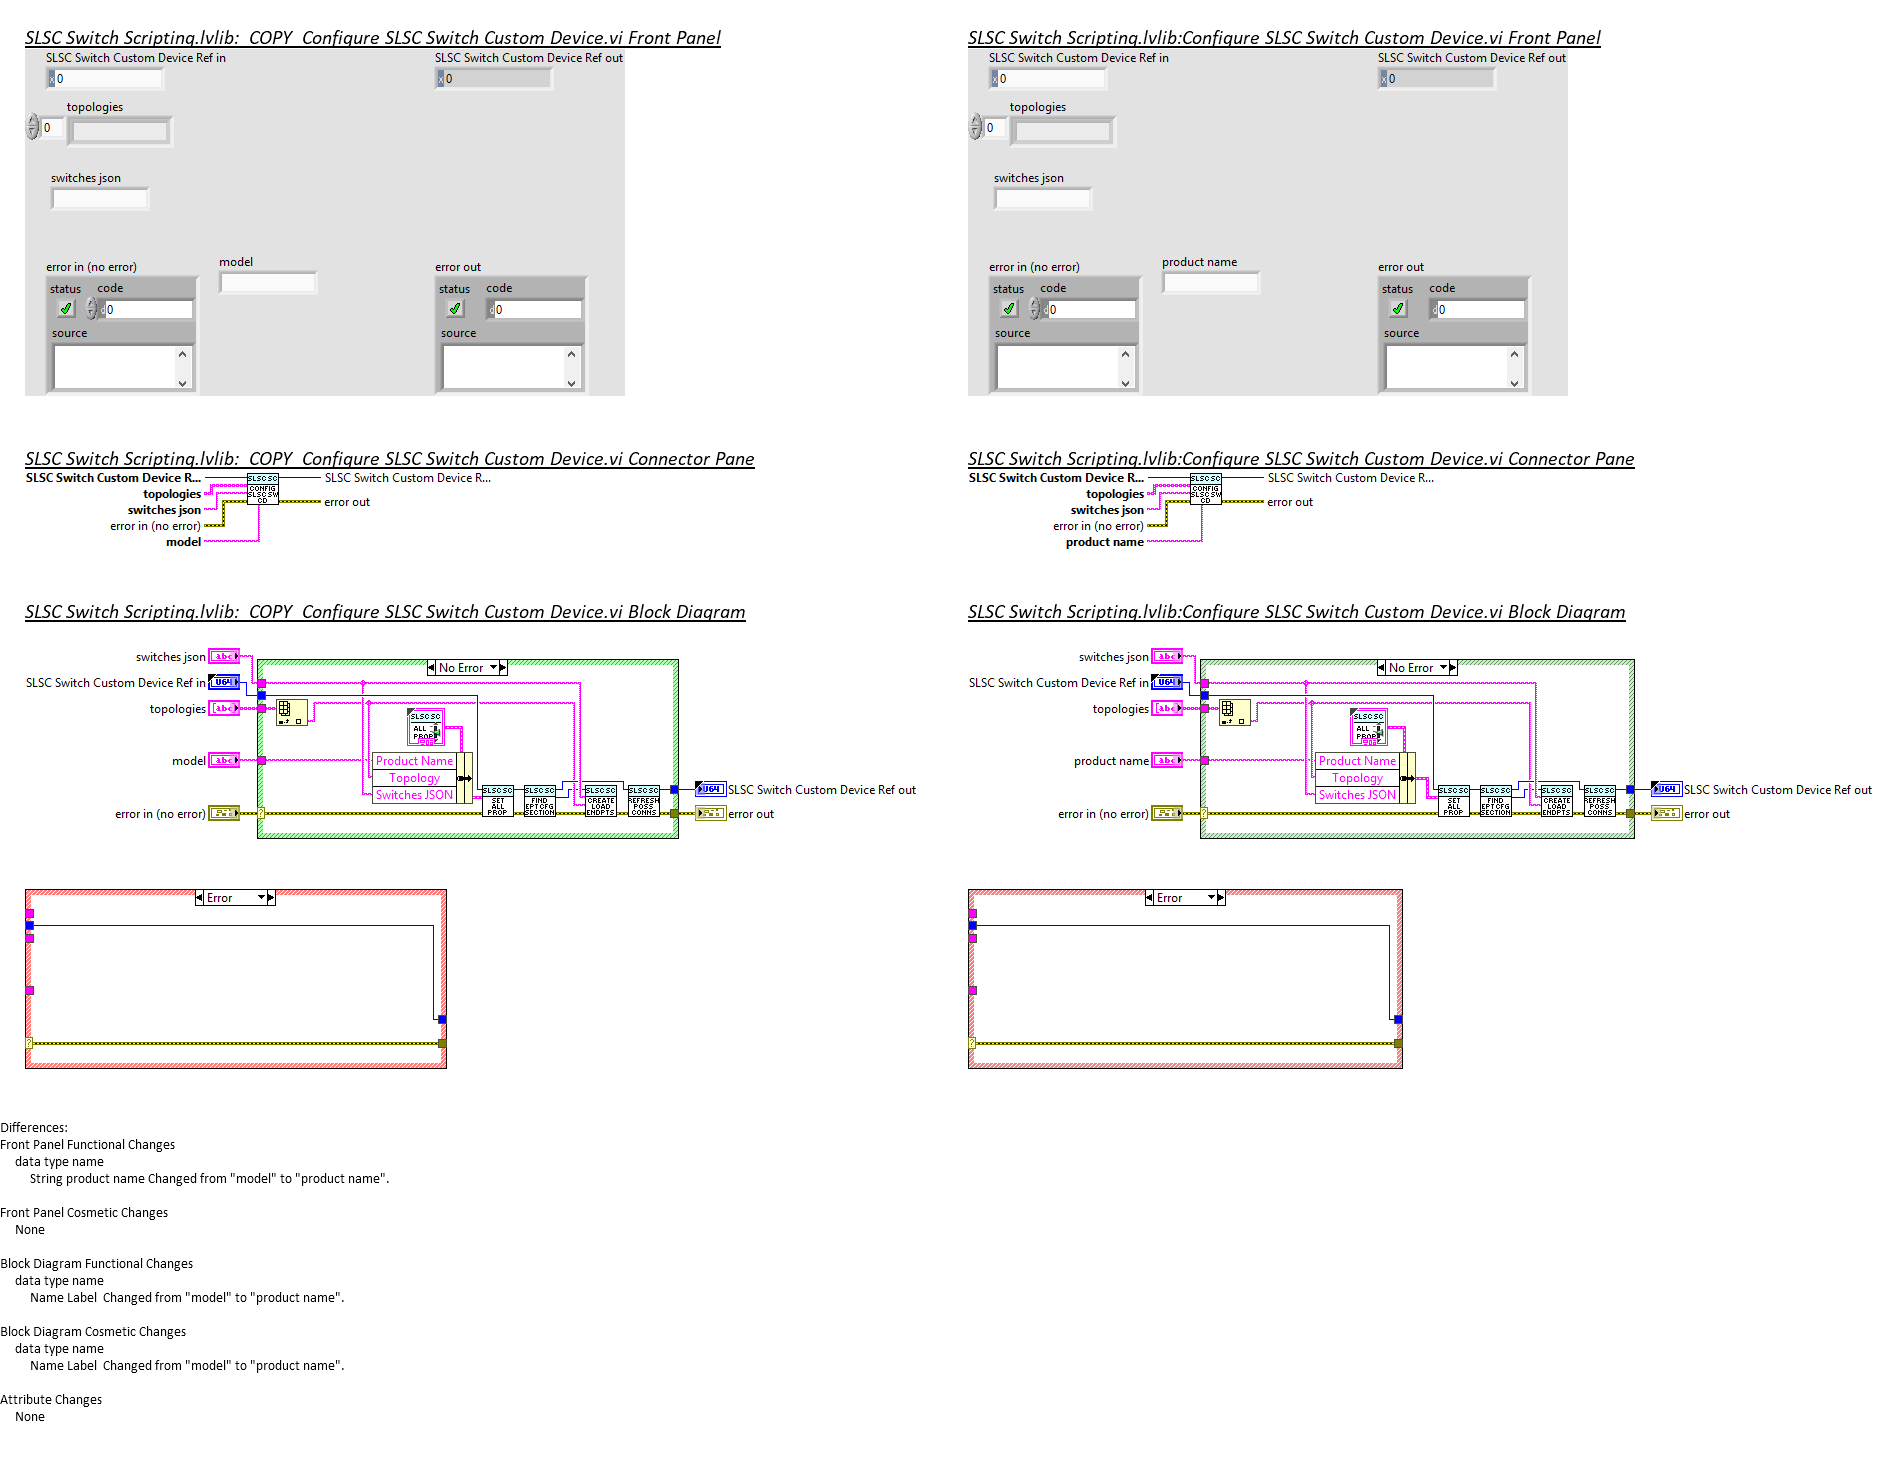 SLSC Switch Scripting.lvlib:  COPY  Configure SLSC Switch Custom Device.vi Front Panel
SLSC Switch Custom Device Ref in
SLSC Switch Custom Device Ref out
0
0
topologies
0
switches json
error in (no error)
model
error out
status
code
status
code
0
0
source
source
SLSC Switch Scripting.lvlib:Configure SLSC Switch Custom Device.vi Front Panel
SLSC Switch Custom Device Ref in
SLSC Switch Custom Device Ref out
0
0
topologies
0
switches json
error in (no error)
product name
error out
status
code
status
code
0
0
source
source
SLSC Switch Scripting.lvlib:  COPY  Configure SLSC Switch Custom Device.vi Connector Pane
SLSC Switch Custom Device R...
SLSC SC
CONFIG
SLSC SW
CD
SLSC Switch Custom Device R...
topologies
switches json
error out
error in (no error)
model
SLSC Switch Scripting.lvlib:Configure SLSC Switch Custom Device.vi Connector Pane
SLSC Switch Custom Device R...
SLSC SC
CONFIG
SLSC SW
CD
SLSC Switch Custom Device R...
topologies
switches json
error out
error in (no error)
product name
SLSC Switch Scripting.lvlib:  COPY  Configure SLSC Switch Custom Device.vi Block Diagram
switches json
abc
No Error
SLSC Switch Custom Device Ref in
U64
topologies
abc
SLSC SC
ALL
PROP
model
abc
Product Name
Topology
Switches JSON
SLSC SC
SET
ALL
PROP
SLSC SC
FIND
EPT CFG
SECTION
SLSC SC
CREATE
LOAD
ENDPTS
SLSC SC
REFRESH
POSS
CONNS
U64
SLSC Switch Custom Device Ref out
error in (no error)
?
error out
Error
?
SLSC Switch Scripting.lvlib:Configure SLSC Switch Custom Device.vi Block Diagram
switches json
abc
No Error
SLSC Switch Custom Device Ref in
U64
topologies
abc
SLSC SC
ALL
PROP
product name
abc
Product Name
Topology
Switches JSON
SLSC SC
SET
ALL
PROP
SLSC SC
FIND
EPT CFG
SECTION
SLSC SC
CREATE
LOAD
ENDPTS
SLSC SC
REFRESH
POSS
CONNS
U64
SLSC Switch Custom Device Ref out
error in (no error)
?
error out
Error
?
Differences:
Front Panel Functional Changes
data type name
String product name Changed from "model" to "product name".
Front Panel Cosmetic Changes
None
Block Diagram Functional Changes
data type name
Name Label  Changed from "model" to "product name".
Block Diagram Cosmetic Changes
data type name
Name Label  Changed from "model" to "product name".
Attribute Changes
None